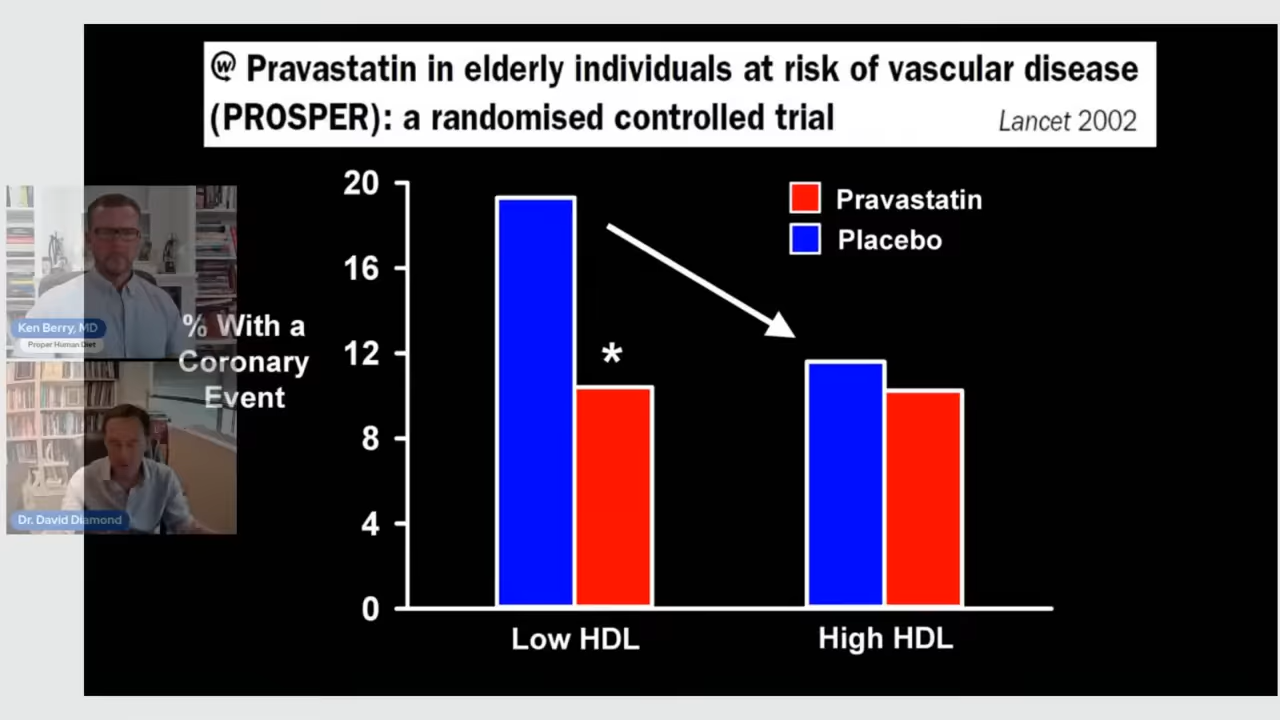 Pravastatin in elderly individuals at risk of vascular disease
(PROSPER): a randomised controlled trial
Lancet 2002
Pravastatin
Placebo
% With a
Coronary
Event
20
16
12
8
4
0
*
Low HDL
High HDL
Ken Berry, MD
Proper Human Diet
Dr. David Diamond